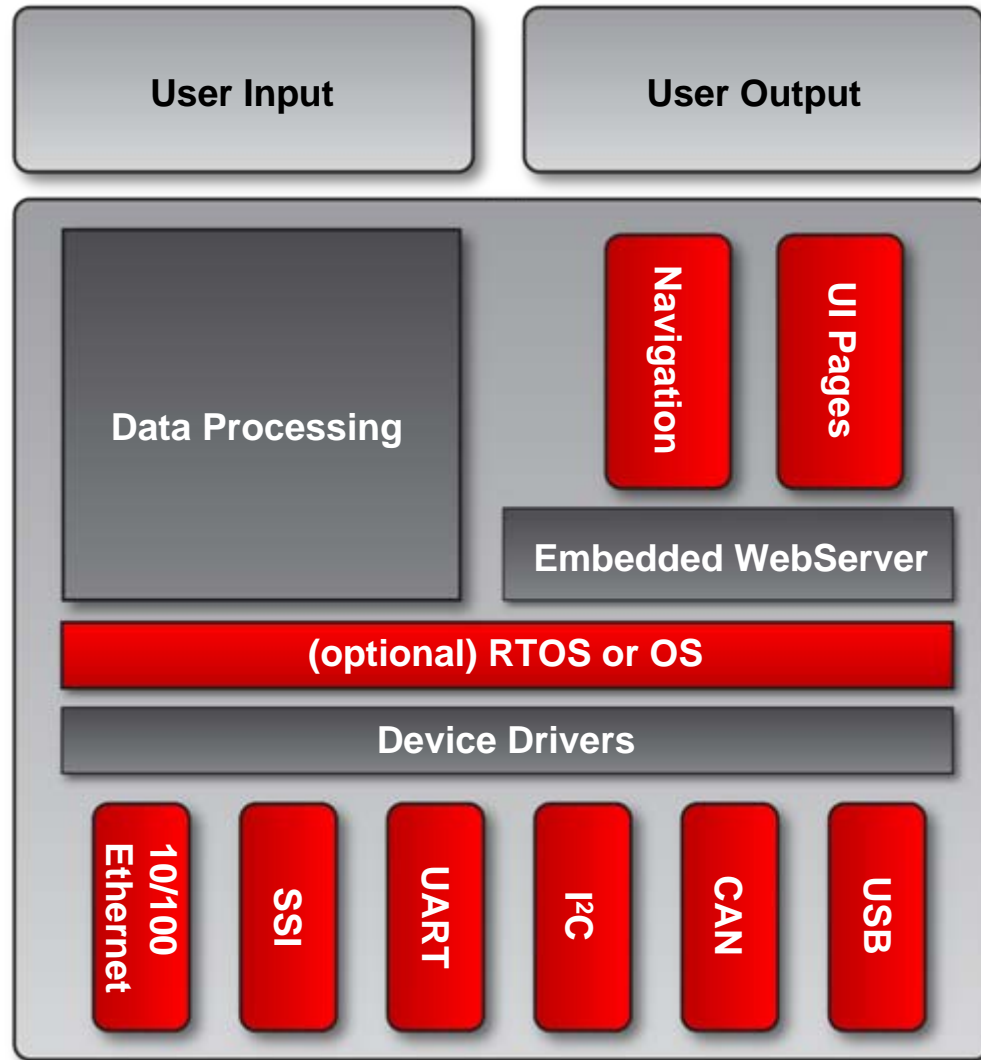 User Input
User Output
Data Processing
Navigation
UI Pages
Embedded WebServer
(optional) RTOS or OS
Device Drivers
10/100
Ethernet
SSI
UART
I²C
CAN
USB